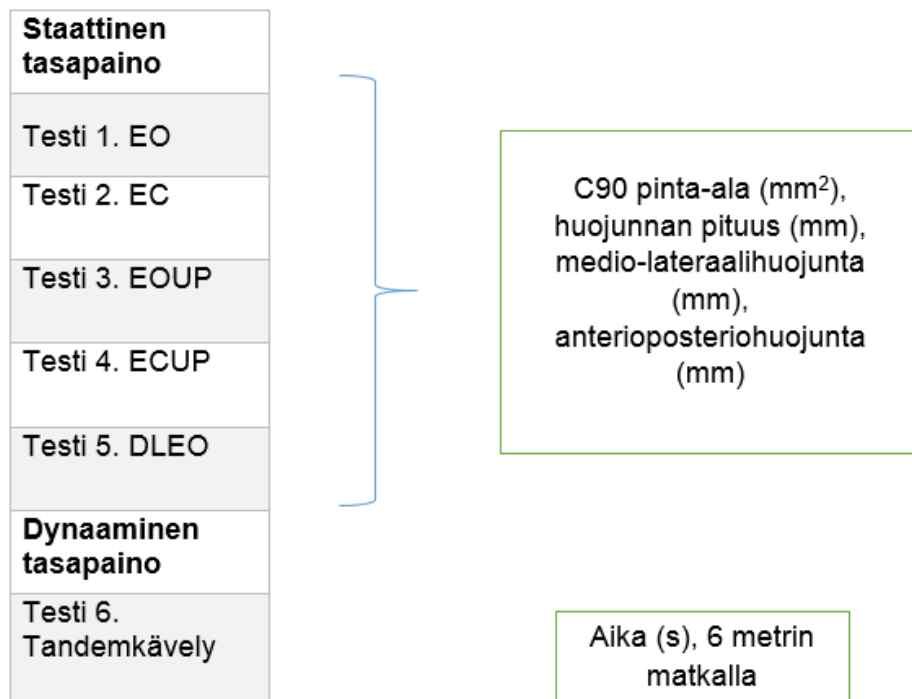 Staattinen
tasapaino
Testi 1. EO
Testi 2. EC
Testi 3. EOUP
Testi 4. ECUP
Testi 5. DLEO
C90 pinta-ala (mm²),
huojunnan pituus (mm),
medio-lateraalihuojunta
(mm),
anterioposteriohuojunta
(mm)
Dynaaminen
tasapaino
Testi 6.
Tandemkävely
Aika (s), 6 metrin
matkalla